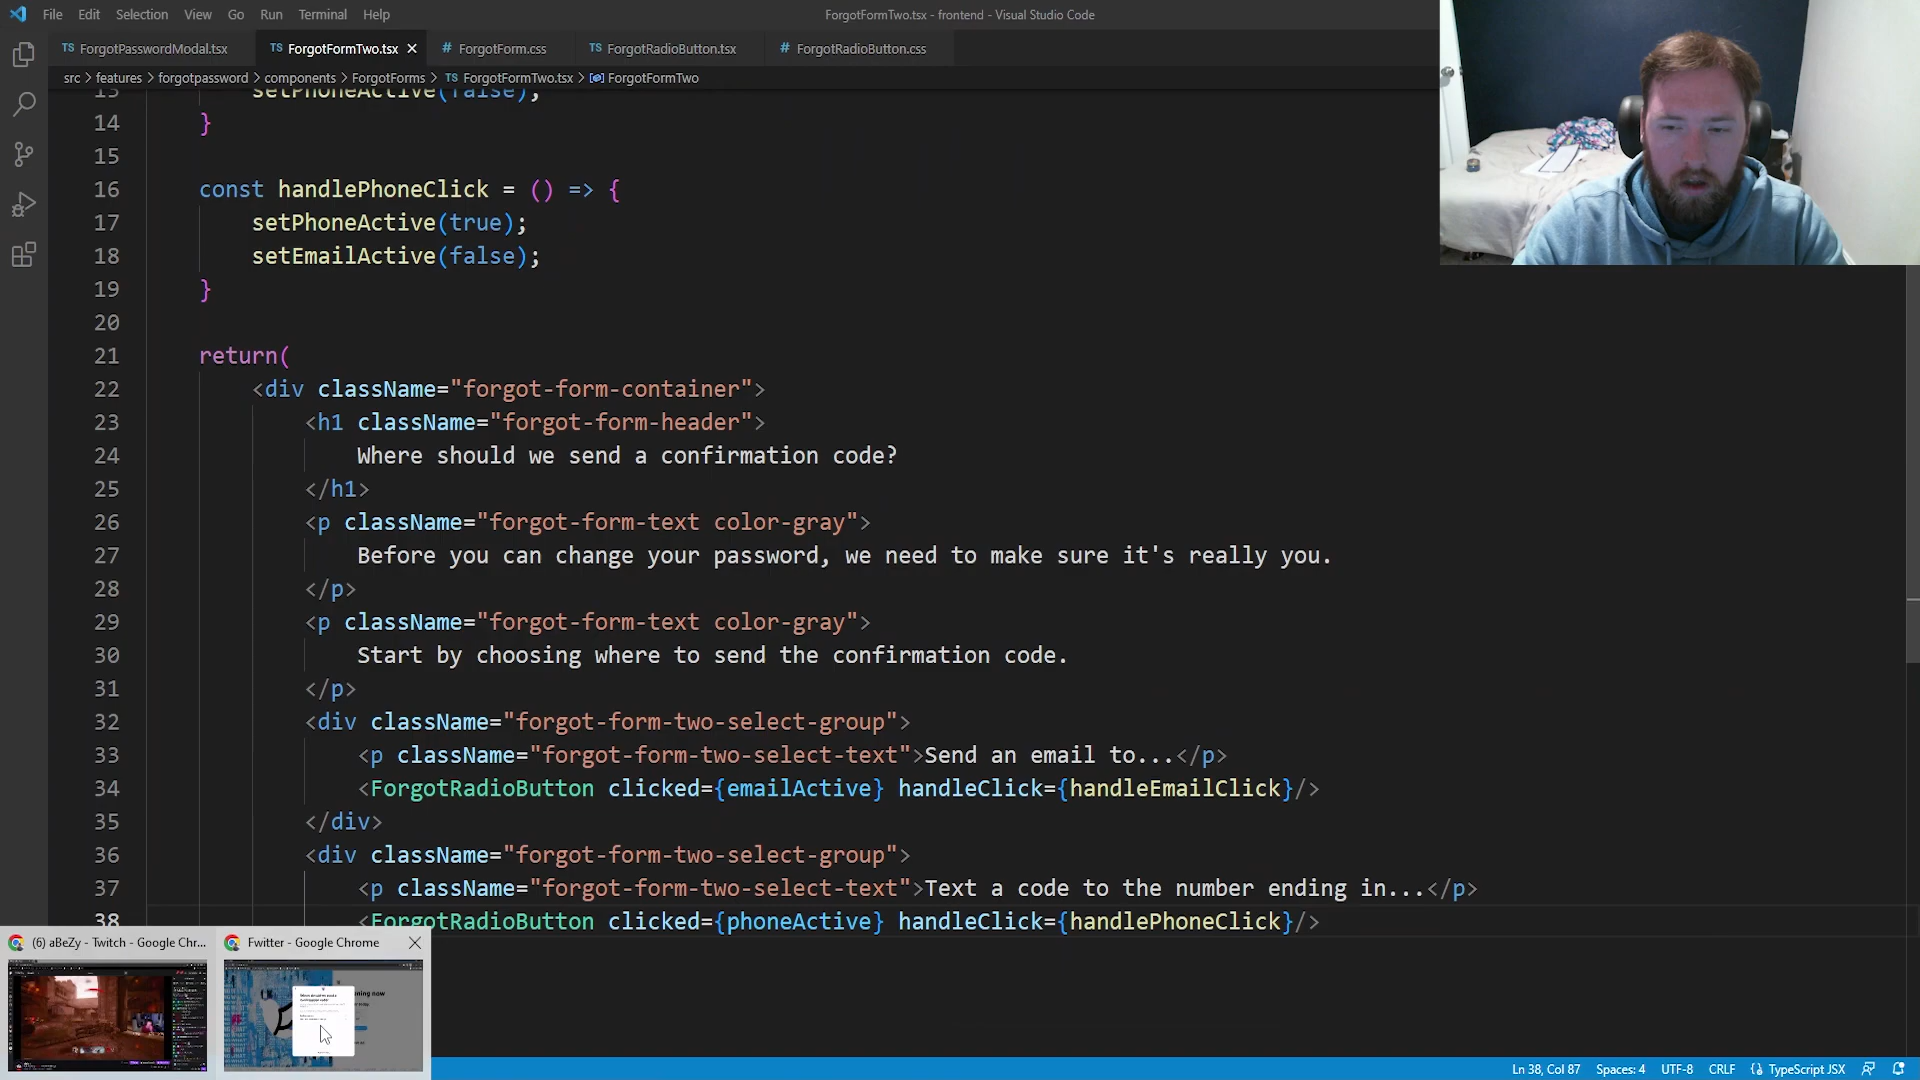 File Edit Selection View Go Run Terminal Help
ForgotFormTwo.tsx - frontend - Visual Studio Code
TS ForgotPasswordModal.tsx
TS ForgotFormTwo.tsx
# ForgotForm.css
TS ForgotRadioButton.tsx
# ForgotRadioButton.css
src > features > forgotpassword > components > ForgotForms > TS ForgotFormTwo.tsx > ForgotFormTwo
13 setPhoneActive(false);
14 }
15
16 const handlePhoneClick = () => {
17 setPhoneActive(true);
18 setEmailActive(false);
19 }
20
21 return(
22 <div className="forgot-form-container">
23 <h1 className="forgot-form-header">
24 Where should we send a confirmation code?
25 </h1>
26 <p className="forgot-form-text color-gray">
27 Before you can change your password, we need to make sure it's really you.
28 </p>
29 <p className="forgot-form-text color-gray">
30 Start by choosing where to send the confirmation code.
31 </p>
32 <div className="forgot-form-two-select-group">
33 <p className="forgot-form-two-select-text">Send an email to...</p>
34 <ForgotRadioButton clicked={emailActive} handleClick={handleEmailClick}/>
35 </div>
36 <div className="forgot-form-two-select-group">
37 <p className="forgot-form-two-select-text">Text a code to the number ending in...</p>
38 <ForgotRadioButton clicked={phoneActive} handleClick={handlePhoneClick}/>
(6) aBeZy - Twitch - Google Chr...
Fwitter - Google Chrome
Ln 38, Col 87 Spaces: 4 UTF-8 CRLF {} TypeScript JSX